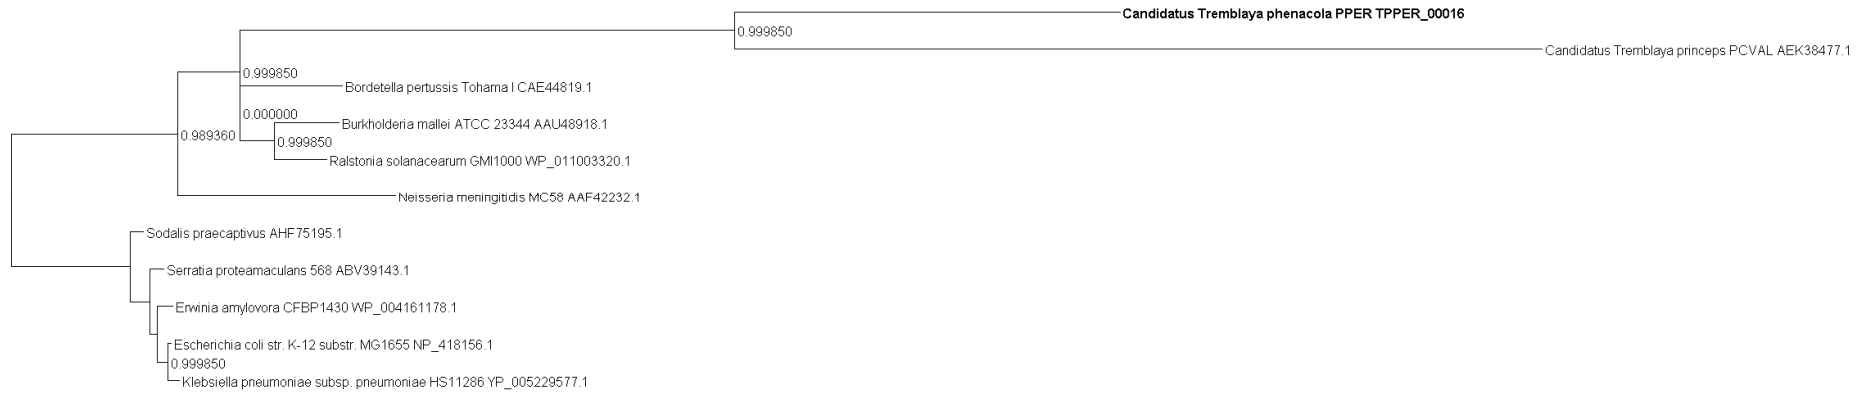 Candidatus Tremblaya phenacola PPER TPPER_00016
0.999850
Candidatus Tremblaya princeps PCVAL AEK38477.1
0.999850
Bordetella pertussis Tohama I CAE44819.1
0.000000
Burkholderia mallei ATCC 23344 AAU48918.1
0.989360
0.999850
Ralstonia solanacearum GMI1000 WP_011003320.1
Neisseria meningitidis MC58 AAF42232.1
Sodalis praecaptivus AHF75195.1
Serratia proteamaculans 568 ABV39143.1
Erwinia amylovora CFBP1430 WP_004161178.1
Escherichia coli str. K-12 substr. MG1655 NP_418156.1
0.999850
Klebsiella pneumoniae subsp. pneumoniae HS11286 YP_005229577.1